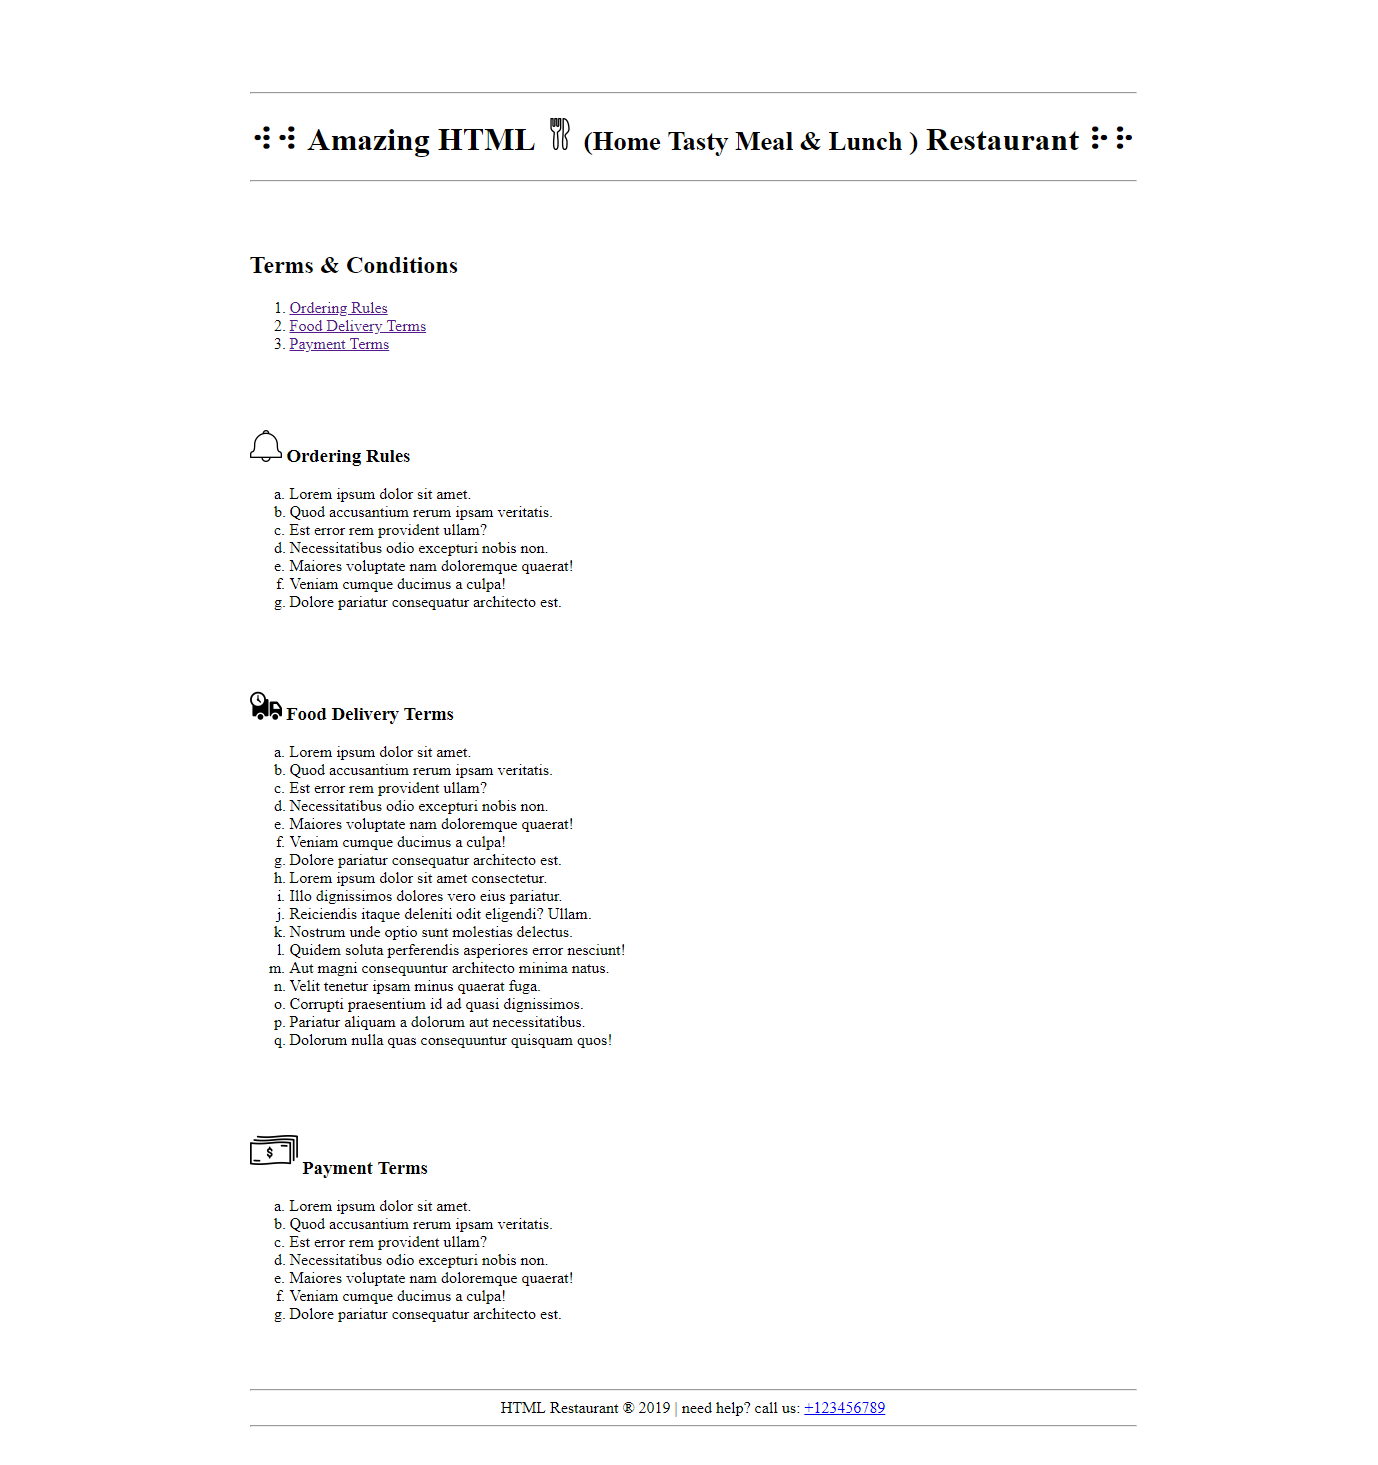 ⠺⠺ Amazing HTML (Home Tasty Meal & Lunch ) Restaurant ⠗⠗
Terms & Conditions
1. Ordering Rules
2. Food Delivery Terms
3. Payment Terms
Ordering Rules
a. Lorem ipsum dolor sit amet.
b. Quod accusantium rerum ipsam veritatis.
c. Est error rem provident ullam?
d. Necessitatibus odio excepturi nobis non.
e. Maiores voluptate nam doloremque quaerat!
f. Veniam cumque ducimus a culpa!
g. Dolore pariatur consequatur architecto est.
Food Delivery Terms
a. Lorem ipsum dolor sit amet.
b. Quod accusantium rerum ipsam veritatis.
c. Est error rem provident ullam?
d. Necessitatibus odio excepturi nobis non.
e. Maiores voluptate nam doloremque quaerat!
f. Veniam cumque ducimus a culpa!
g. Dolore pariatur consequatur architecto est.
h. Lorem ipsum dolor sit amet consectetur.
i. Illo dignissimos dolores vero eius pariatur.
j. Reiciendis itaque deleniti odit eligendi? Ullam.
k. Nostrum unde optio sunt molestias delectus.
l. Quidem soluta perferendis asperiores error nesciunt!
m. Aut magni consequuntur architecto minima natus.
n. Velit tenetur ipsam minus quaerat fuga.
o. Corrupti praesentium id ad quasi dignissimos.
p. Pariatur aliquam a dolorum aut necessitatibus.
q. Dolorum nulla quas consequuntur quisquam quos!
$ Payment Terms
a. Lorem ipsum dolor sit amet.
b. Quod accusantium rerum ipsam veritatis.
c. Est error rem provident ullam?
d. Necessitatibus odio excepturi nobis non.
e. Maiores voluptate nam doloremque quaerat!
f. Veniam cumque ducimus a culpa!
g. Dolore pariatur consequatur architecto est.
HTML Restaurant ® 2019 | need help? call us: +123456789